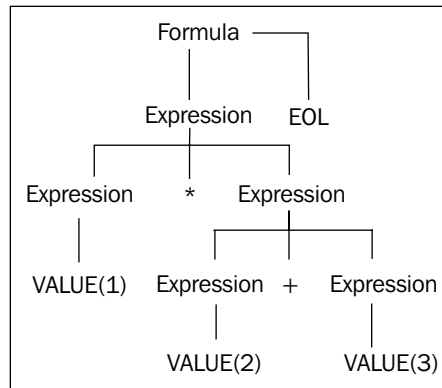 Formula
Expression EOL
Expression * Expression
VALUE(1) Expression + Expression
VALUE(2) VALUE(3)